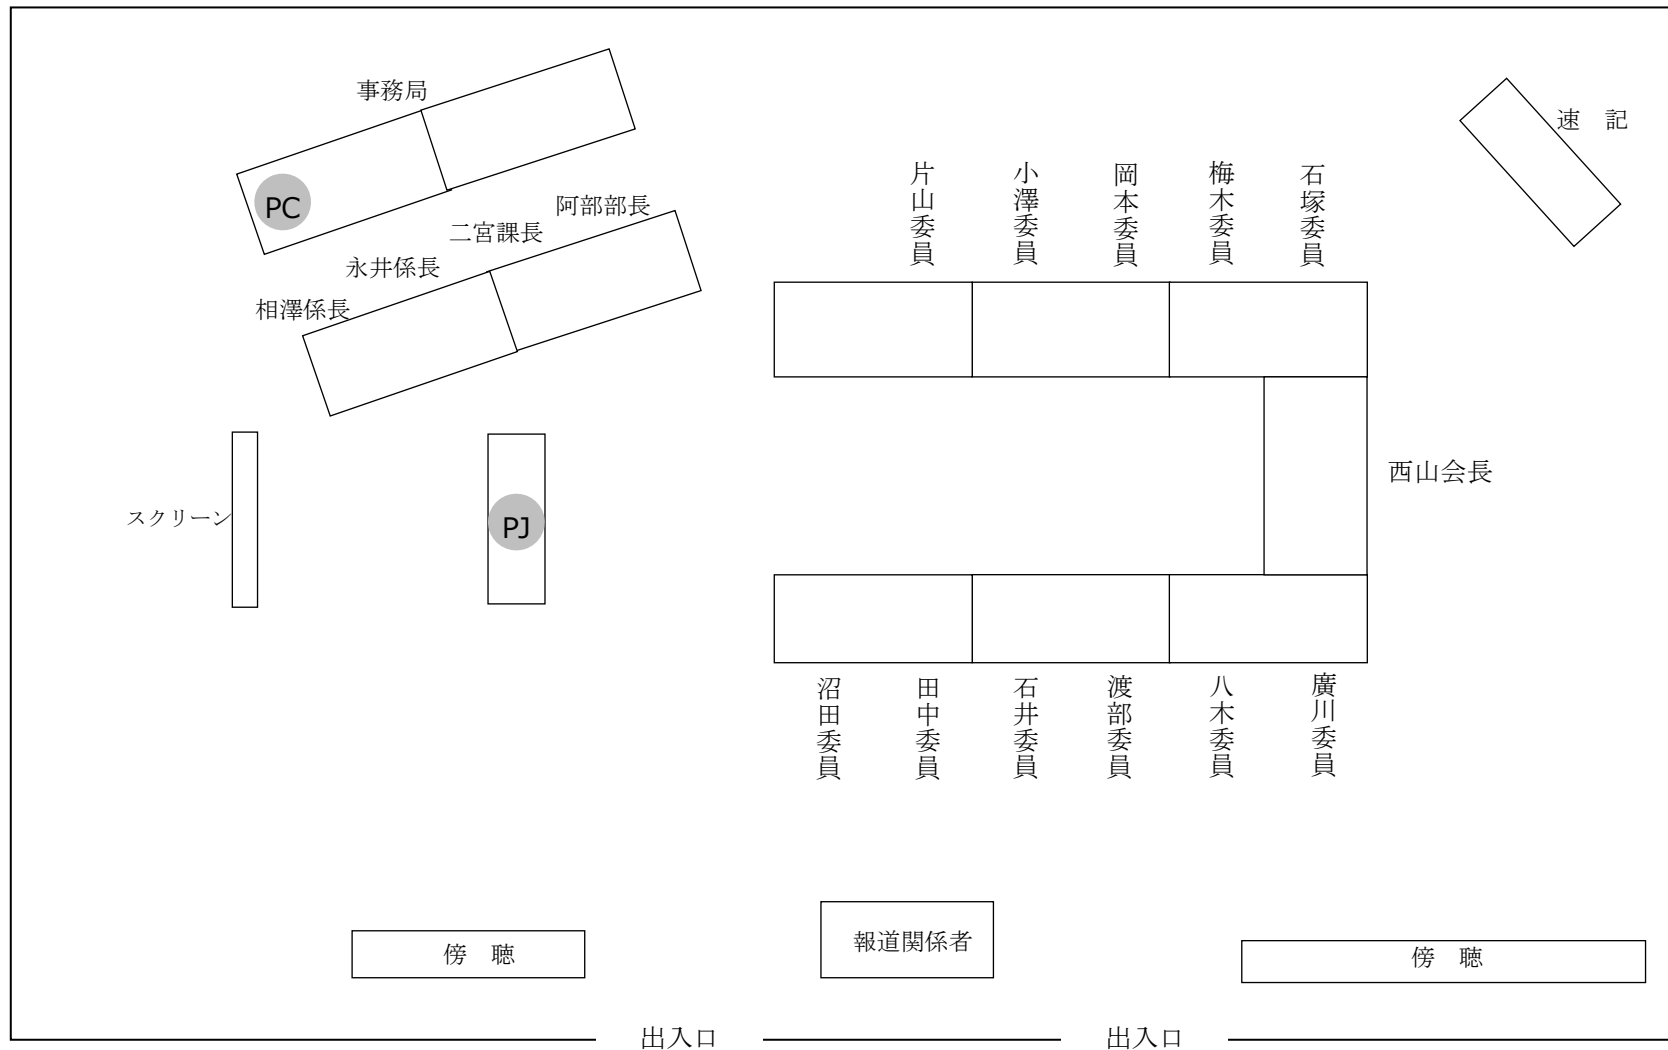 事務局
速　記
PC
阿部部長
二宮課長
永井係長
相澤係長
片山委員
小澤委員
岡本委員
梅木委員
石塚委員
西山会長
スクリーン
PJ
沼田委員
田中委員
石井委員
渡部委員
八木委員
廣川委員
報道関係者
傍　聴
傍　聴
出入口
出入口